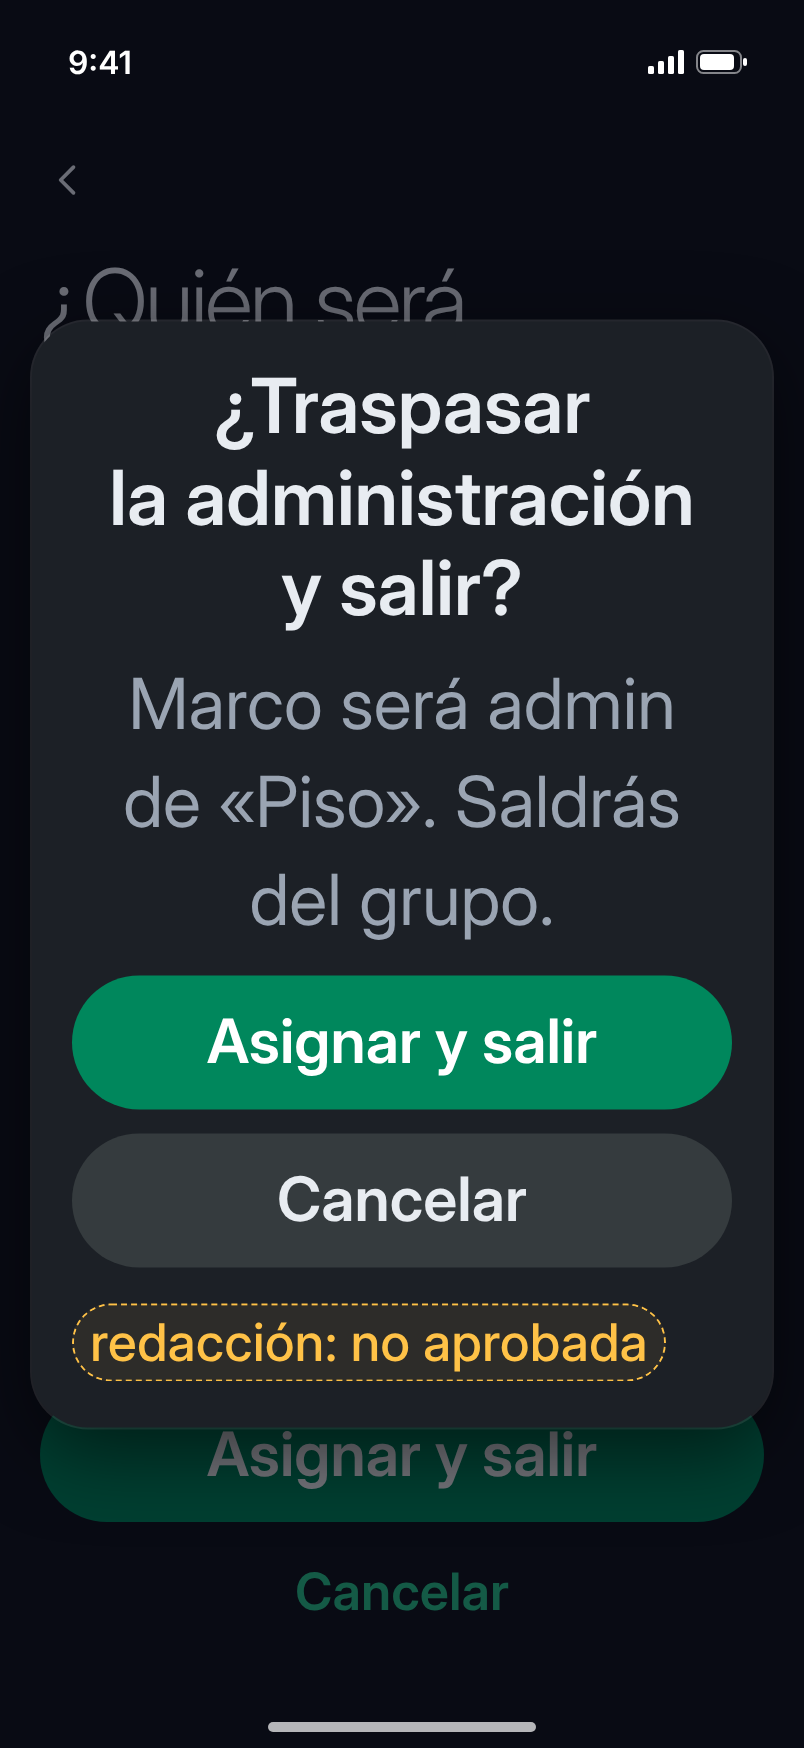 9:41
¿Quién será
¿Traspasar
la administración
y salir?
Marco será admin
de «Piso». Saldrás
del grupo.
Asignar y salir
Cancelar
redacción: no aprobada
Asignar y salir
Cancelar